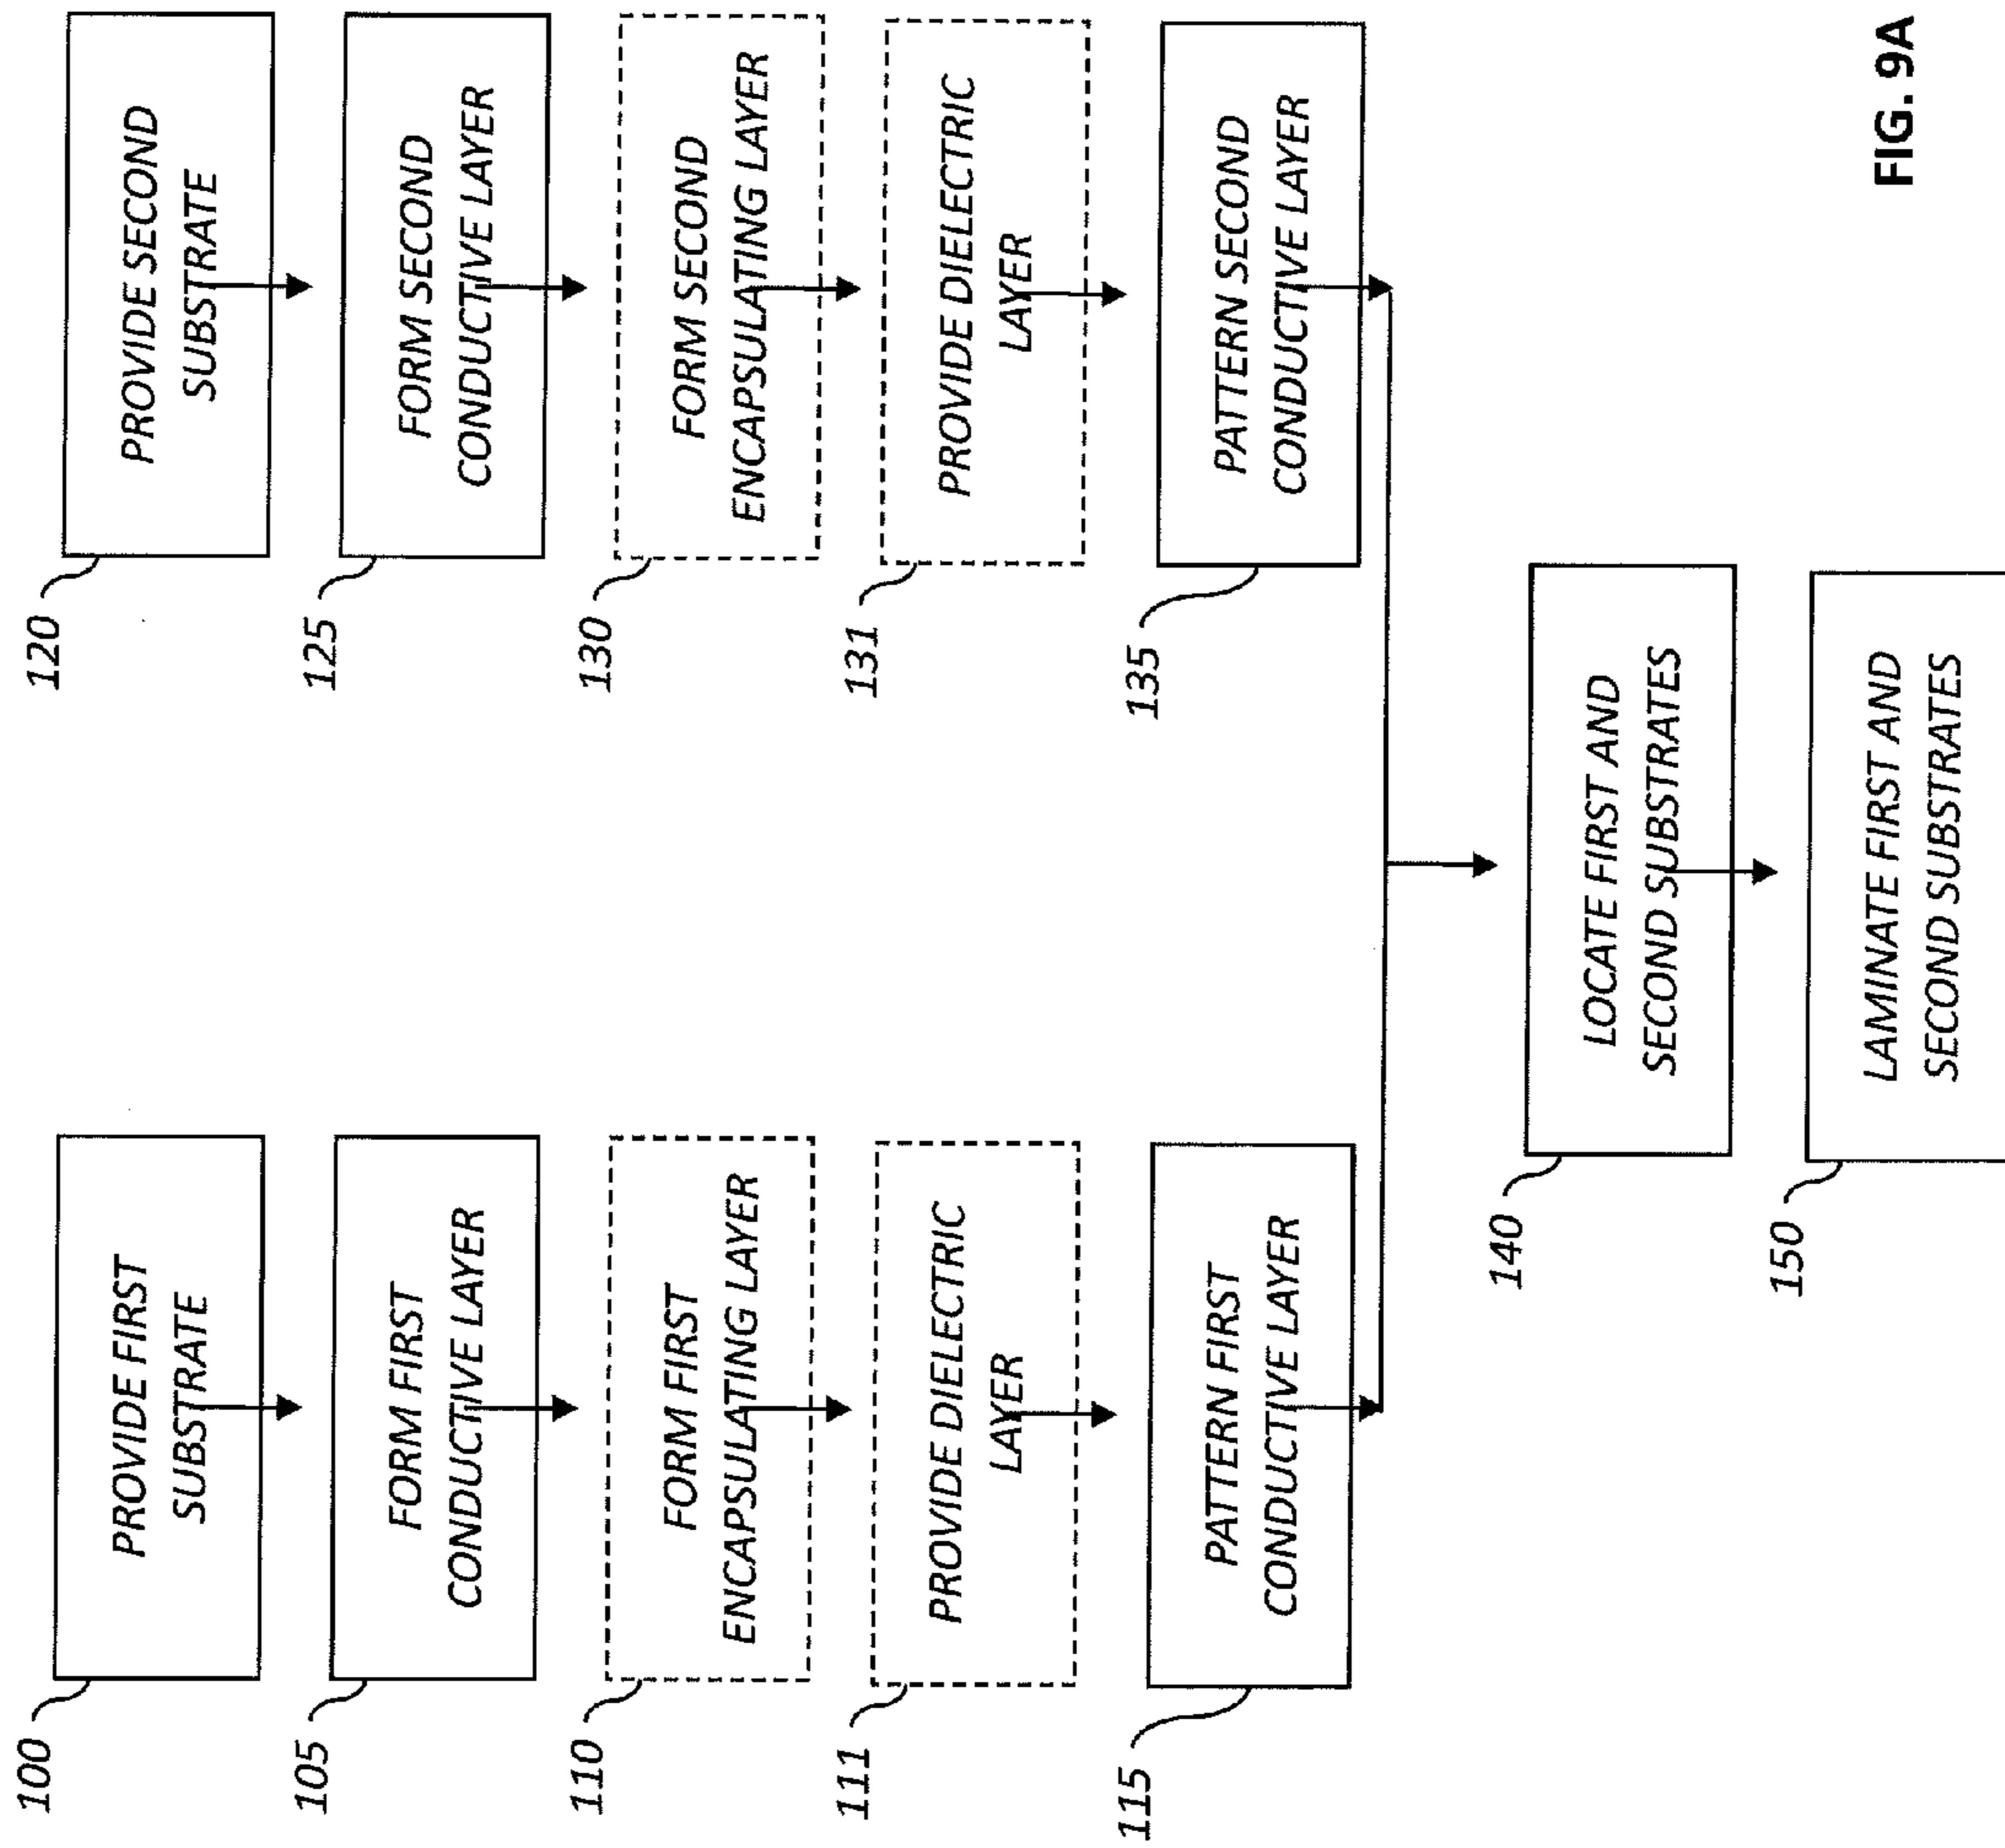 100
PROVIDE FIRST
SUBSTRATE
105
FORM FIRST
CONDUCTIVE LAYER
110
FORM FIRST
ENCAPSULATING LAYER
111
PROVIDE DIELECTRIC
LAYER
115
PATTERN FIRST
CONDUCTIVE LAYER
120
PROVIDE SECOND
SUBSTRATE
125
FORM SECOND
CONDUCTIVE LAYER
130
FORM SECOND
ENCAPSULATING LAYER
131
PROVIDE DIELECTRIC
LAYER
135
PATTERN SECOND
CONDUCTIVE LAYER
140
LOCATE FIRST AND
SECOND SUBSTRATES
150
LAMINATE FIRST AND
SECOND SUBSTRATES
FIG. 9A